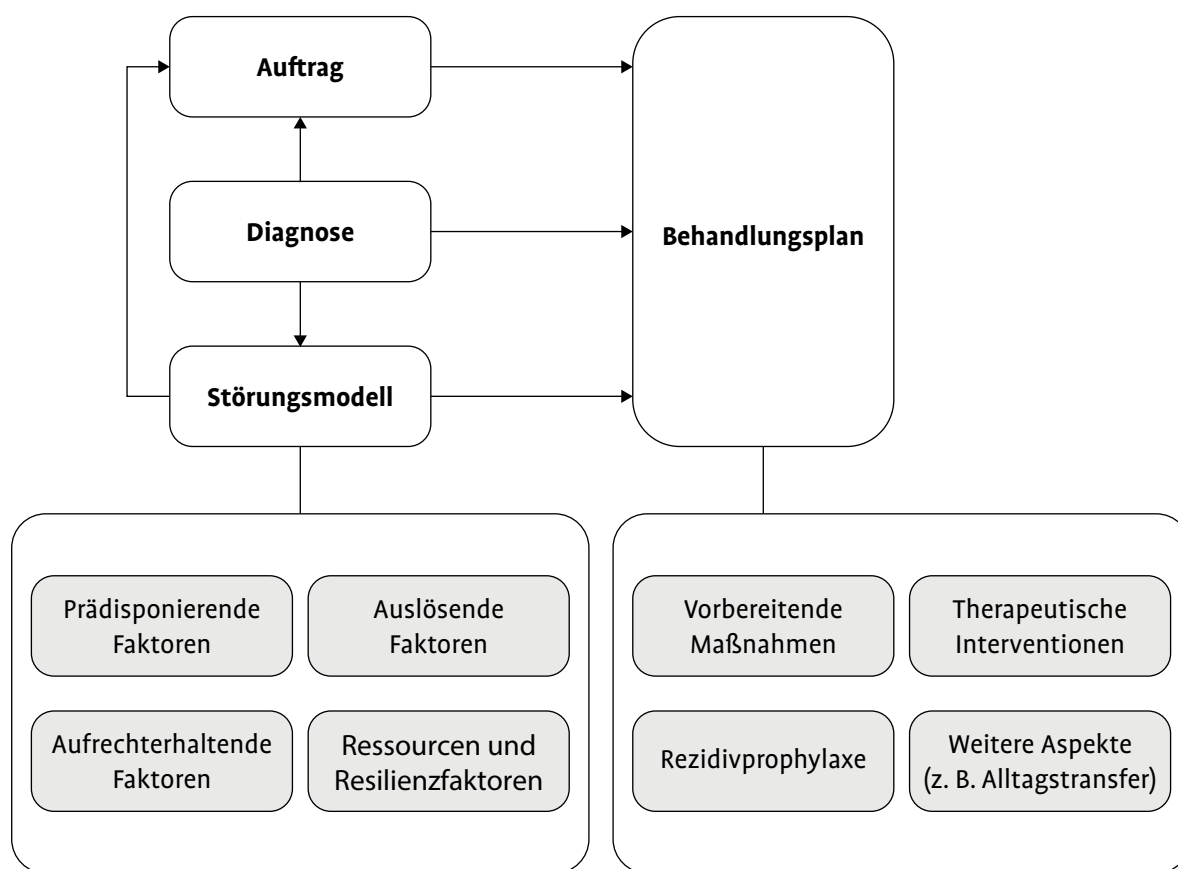 Auftrag
Diagnose
Störungsmodell
Behandlungsplan
Prädisponierende
Faktoren
Auslösende
Faktoren
Aufrechterhaltende
Faktoren
Ressourcen und
Resilienzfaktoren
Vorbereitende
Maßnahmen
Therapeutische
Interventionen
Rezidivprophylaxe
Weitere Aspekte
(z. B. Alltagstransfer)